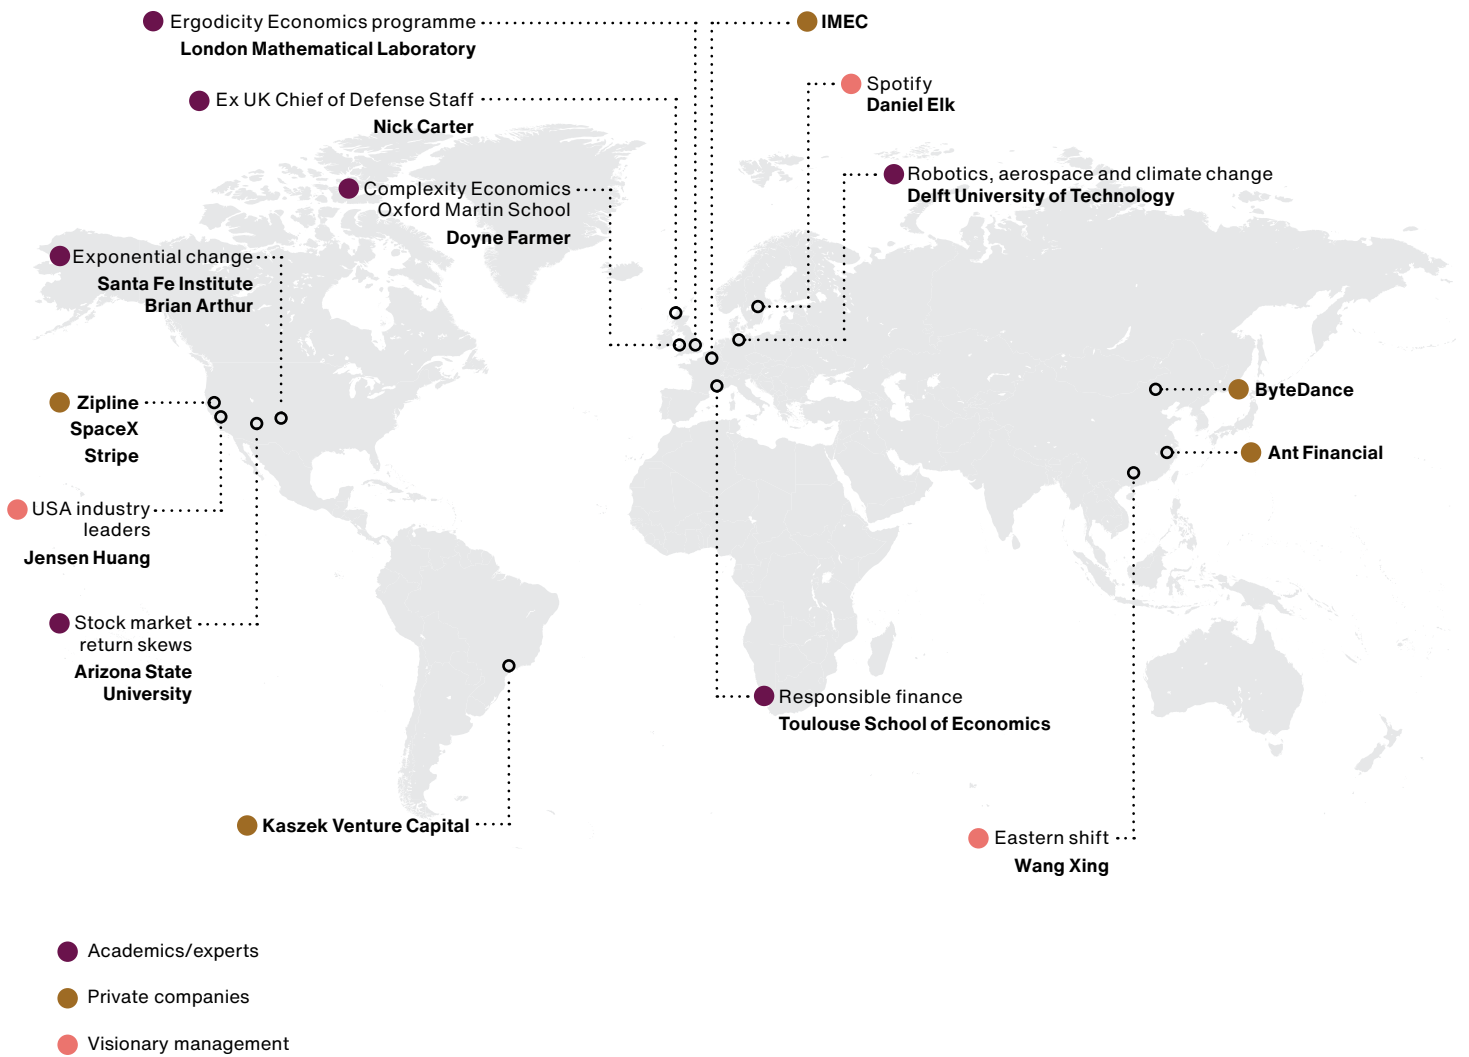 Ergodicity Economics programme
London Mathematical Laboratory
IMEC
Spotify
Daniel Elk
Ex UK Chief of Defense Staff
Nick Carter
Robotics, aerospace and climate change
Delft University of Technology
Complexity Economics
Oxford Martin School
Doyne Farmer
Exponential change
Santa Fe Institute
Brian Arthur
Zipline
SpaceX
Stripe
ByteDance
Ant Financial
USA industry
leaders
Jensen Huang
Stock market
return skews
Arizona State
University
Responsible finance
Toulouse School of Economics
Kaszek Venture Capital
Eastern shift
Wang Xing
Academics/experts
Private companies
Visionary management